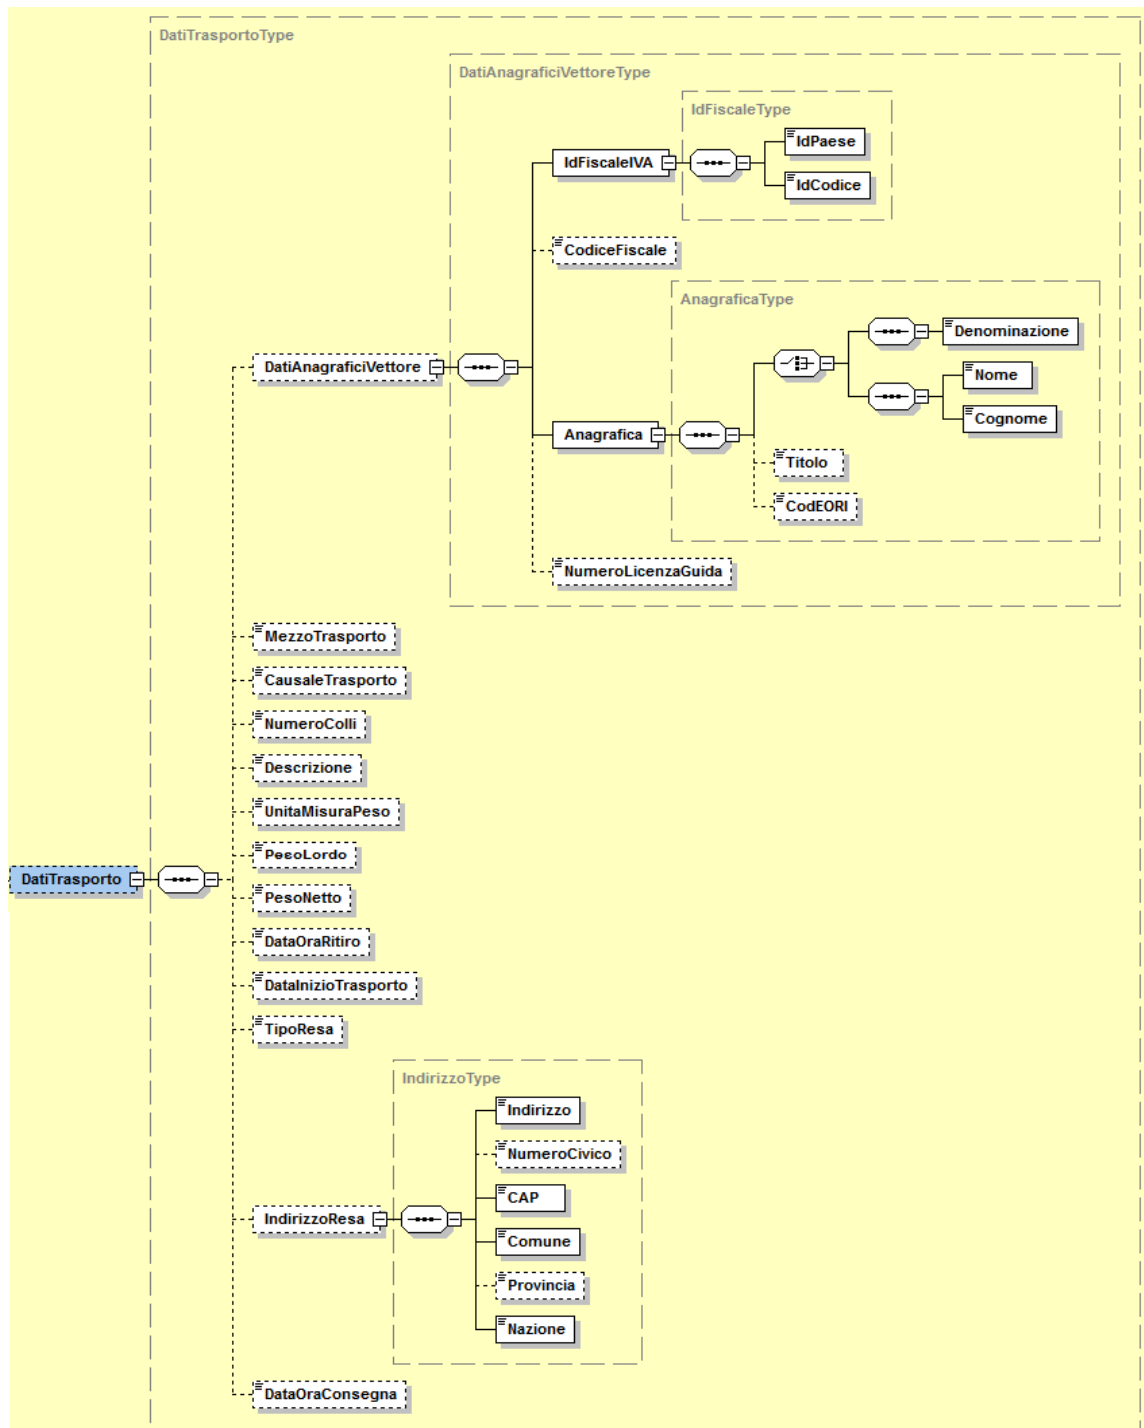 DatiTrasportoType
DatiAnagraficiVettoreType
IdFiscaleType
IdPaese
IdFiscaleIVA
IdCodice
CodiceFiscale
AnagraficaType
Denominazione
DatiAnagraficiVettore
Nome
Cognome
Anagrafica
Titolo
CodEORI
NumeroLicenzaGuida
MezzoTrasporto
CausaleTrasporto
NumeroColli
Descrizione
UnitaMisuraPeso
PesoLordo
DatiTrasporto
PesoNetto
DataOraRitiro
DataInizioTrasporto
TipoResa
IndirizzoType
Indirizzo
NumeroCivico
CAP
IndirizzoResa
Comune
Provincia
Nazione
DataOraConsegna